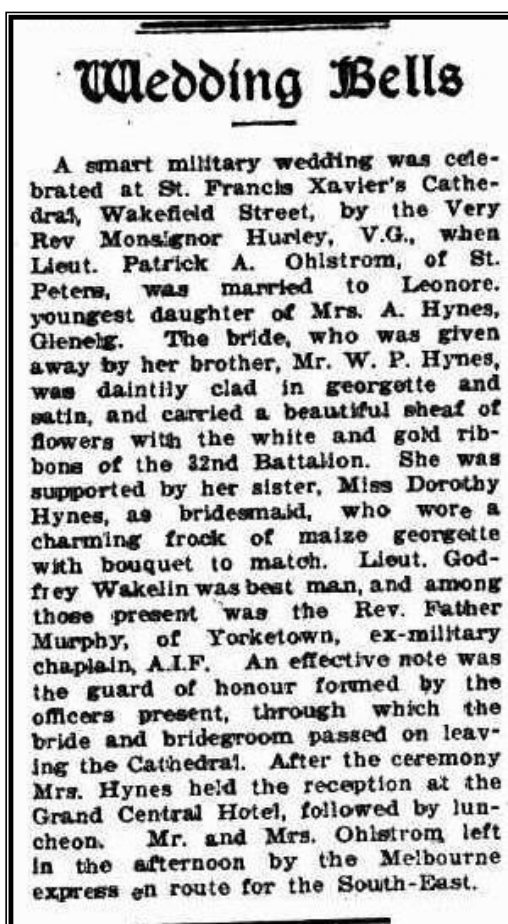 Wedding Bells
A smart military wedding was cele-
brated at St. Francis Xavier's Cathe-
dral, Wakefield Street, by the Very
Rev Monsignor Hurley, V.G., when
Lieut. Patrick A. Ohlstrom, of St.
Peters, was married to Leonore.
youngest daughter of Mrs. A. Hynes,
Glenelg. The bride, who was given
away by her brother, Mr. W. P. Hynes,
was daintily clad in georgette and
satin, and carried a beautiful sheaf of
flowers with the white and gold rib-
bons of the 32nd Battalion. She was
supported by her sister, Miss Dorothy
Hynes, as bridesmaid, who wore a
charming frock of maize georgette
with bouquet to match. Lieut. God-
frey Wakelin was best man, and among
those present was the Rev. Father
Murphy, of Yorketown, ex-military
chaplain, A.I.F. An effective note was
the guard of honour formed by the
officers present, through which the
bride and bridegroom passed on leav-
ing the Cathedral. After the ceremony
Mrs. Hynes held the reception at the
Grand Central Hotel, followed by lun-
cheon. Mr. and Mrs. Ohlstrom left
in the afternoon by the Melbourne
express en route for the South-East.